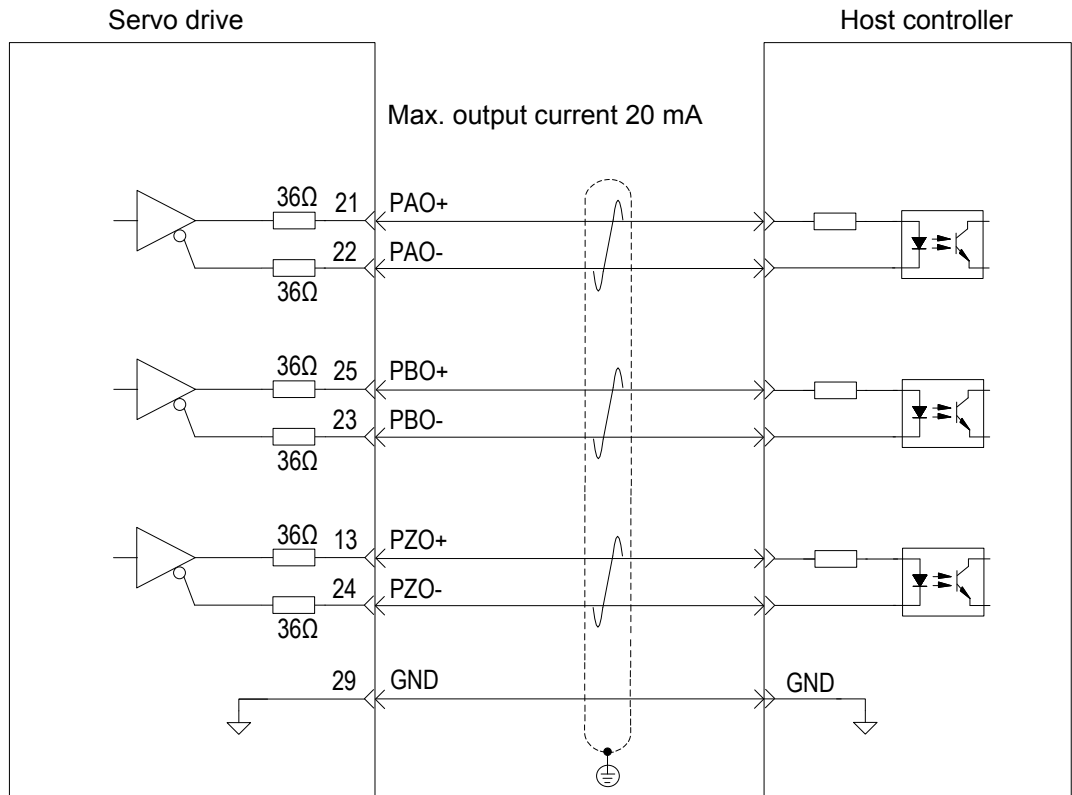 Servo drive
Host controller
Max. output current 20 mA
36Ω
21
PAO+
22
PAO-
36Ω
36Ω
25
PBO+
23
PBO-
36Ω
36Ω
13
PZO+
24
PZO-
36Ω
29
GND
GND